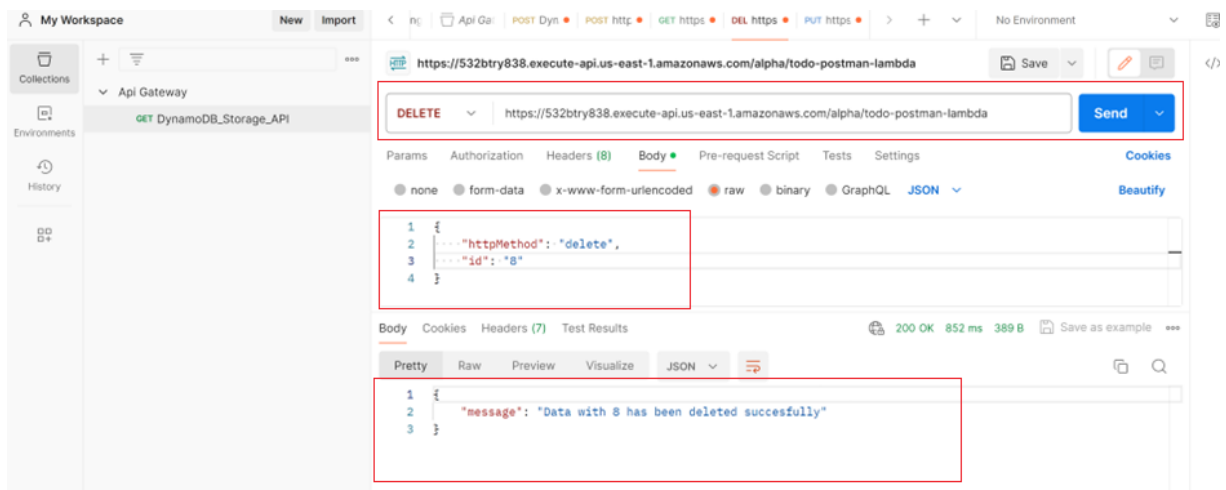 My Workspace New Import
Api Ga POST Dyn POST http GET https DEL https PUT https No Environment
Collections
Environments
History
Api Gateway
GET DynamoDB_Storage_API
HTTP https://532btry838.execute-api.us-east-1.amazonaws.com/alpha/todo-postman-lambda Save </>
DELETE https://532btry838.execute-api.us-east-1.amazonaws.com/alpha/todo-postman-lambda Send
Params Authorization Headers (8) Body Pre-request Script Tests Settings Cookies
none form-data x-www-form-urlencoded raw binary GraphQL JSON Beautify
1 {
2 "httpMethod": "delete",
3 "id": "8"
4 }
Body Cookies Headers (7) Test Results 200 OK 852 ms 389 B Save as example
Pretty Raw Preview Visualize JSON
1 {
2 "message": "Data with 8 has been deleted succesfully"
3 }